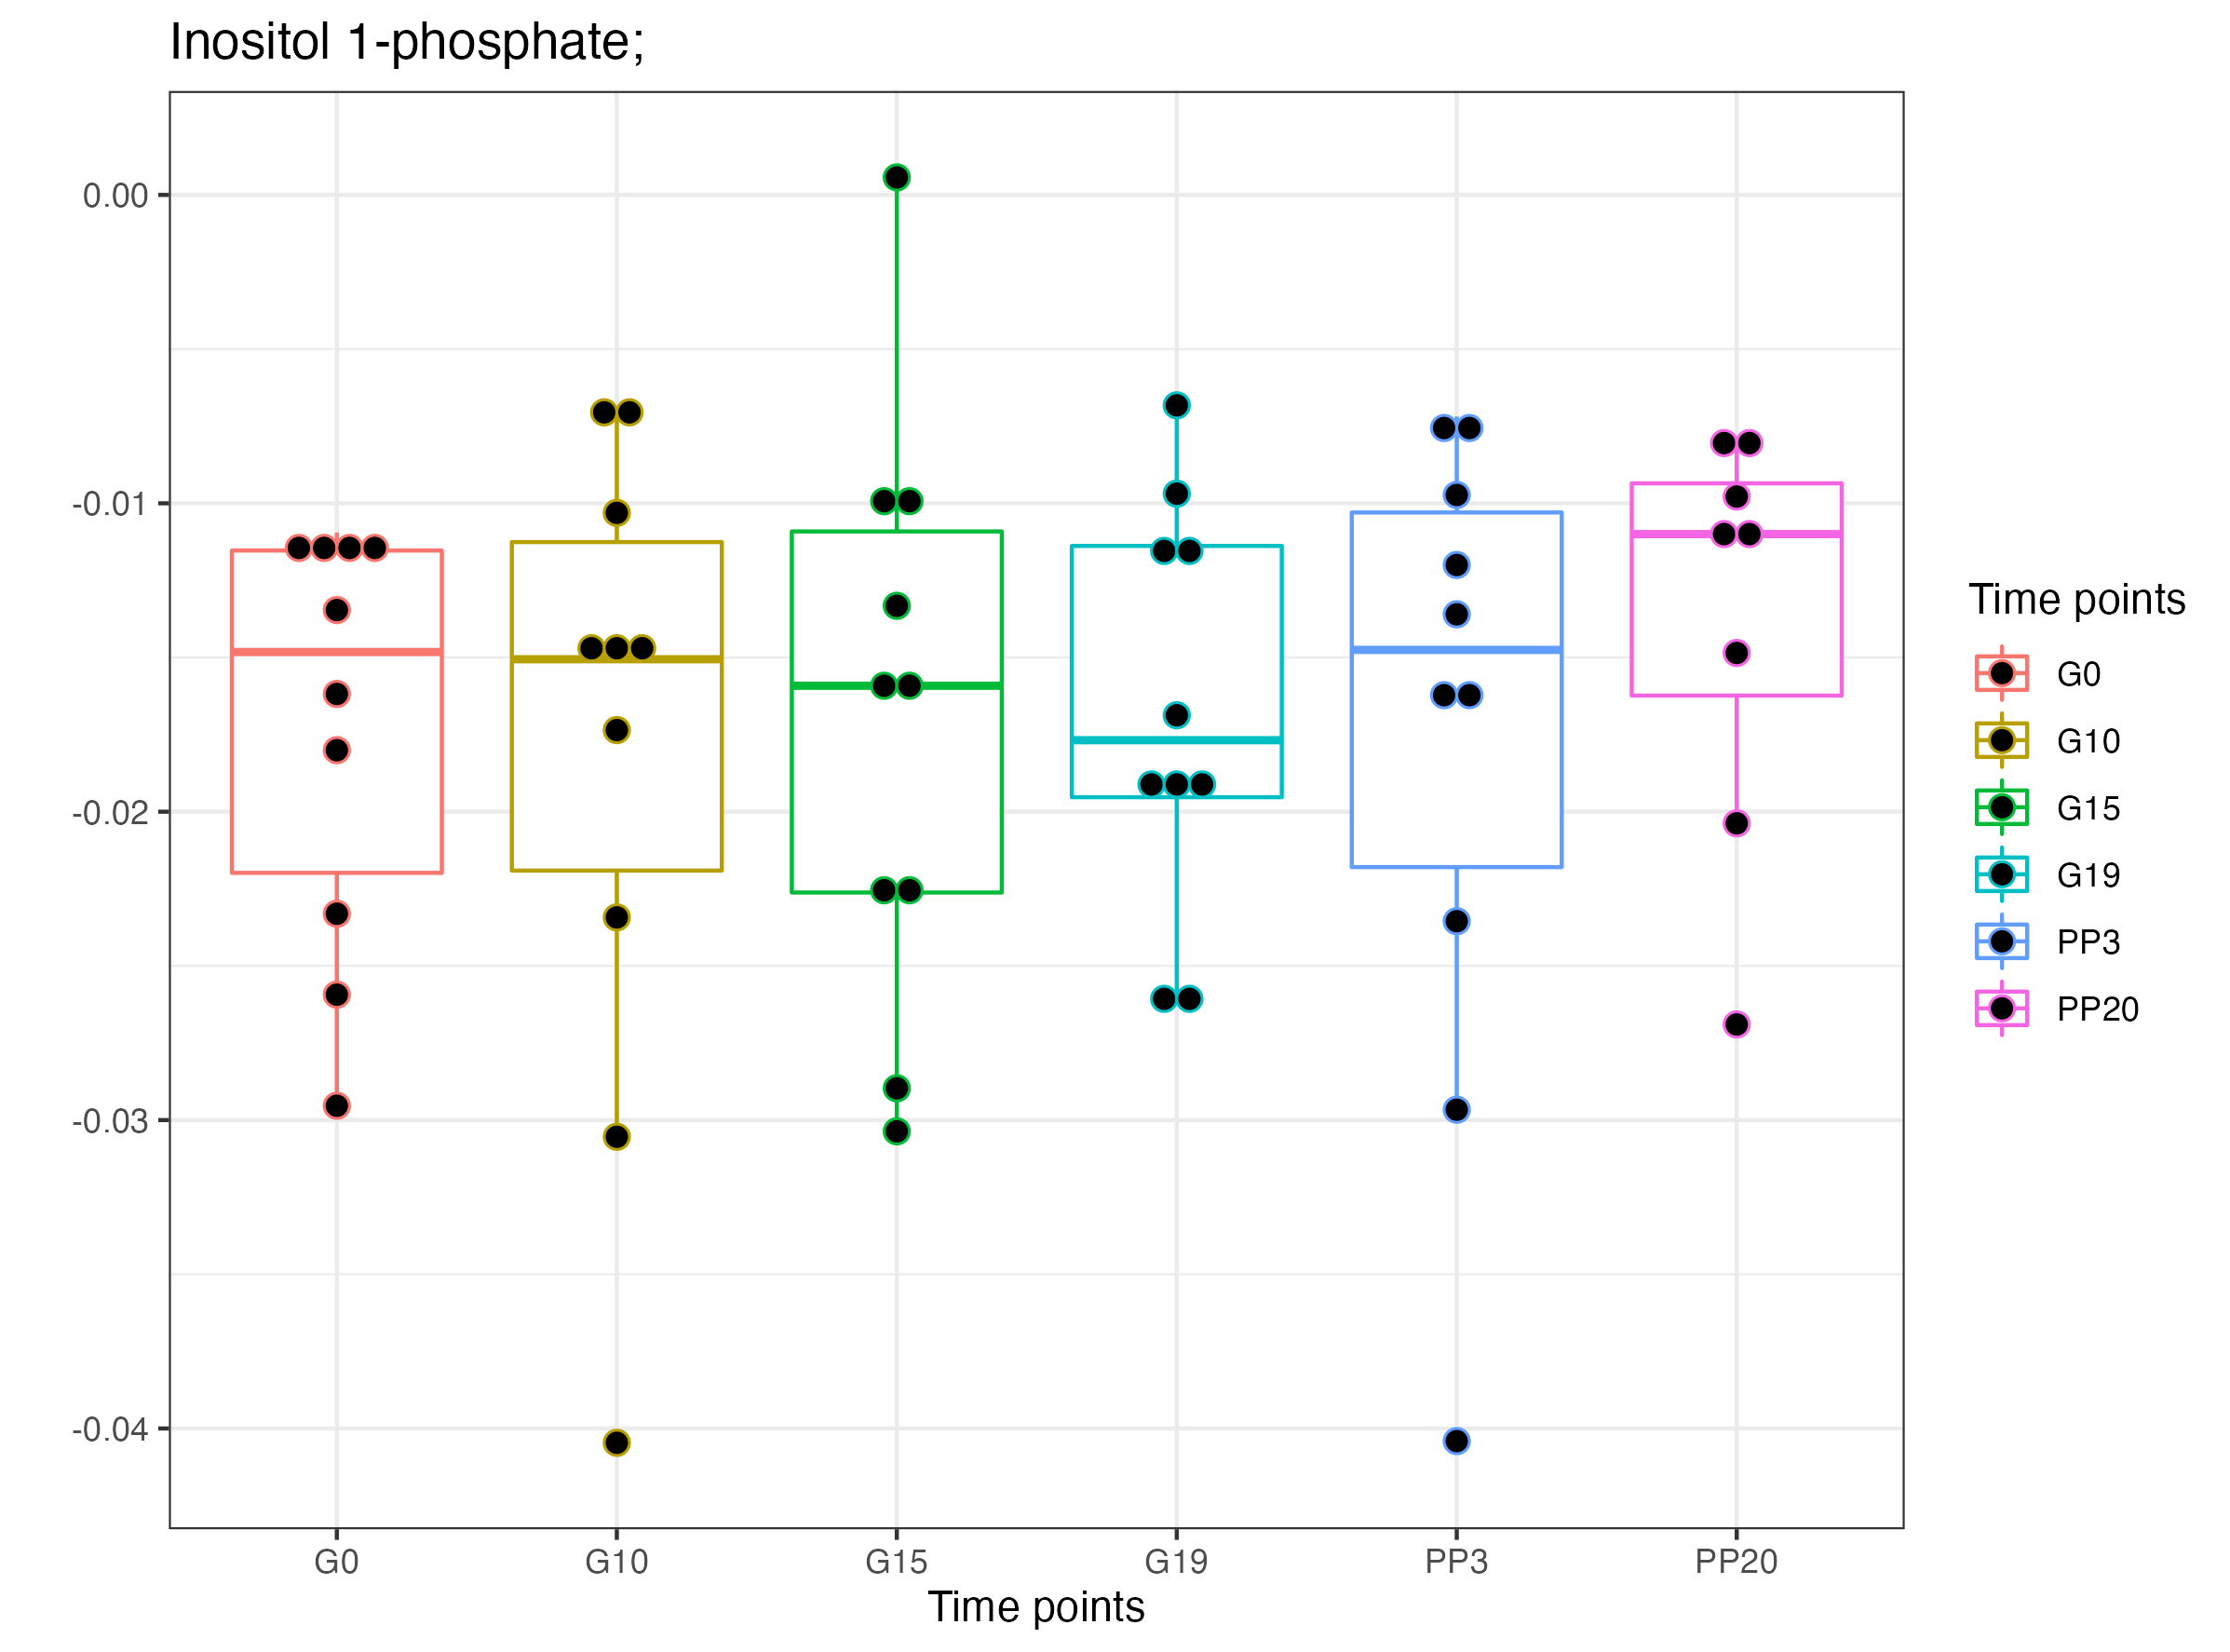 Inositol 1-phosphate;
0.00
-0.01
-0.02
-0.03
-0.04
G0 G10 G15 G19 PP3 PP20
Time points
Time points
G0
G10
G15
G19
PP3
PP20